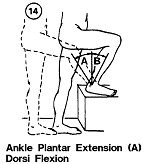 14
A B
Ankle Plantar Extension (A)
Dorsi Flexion